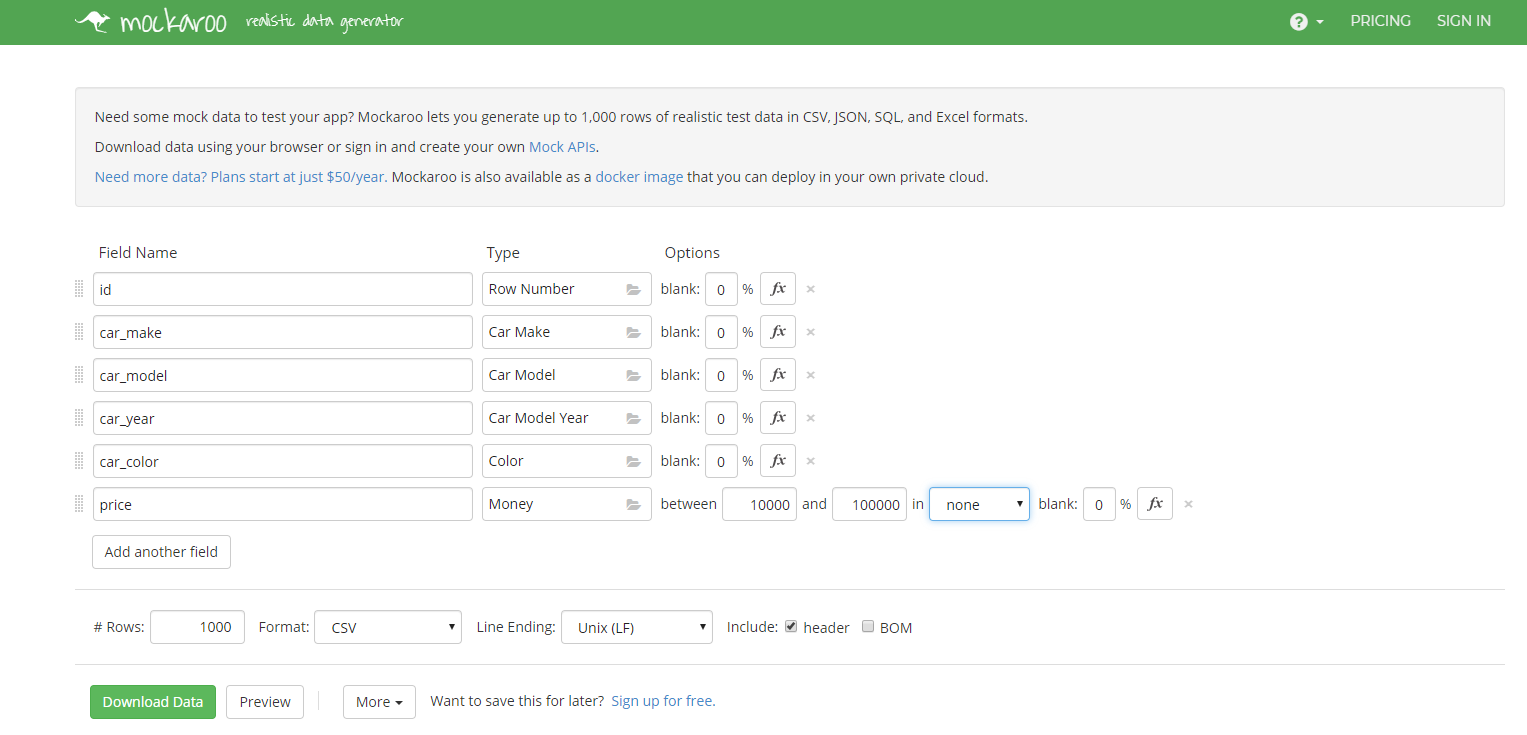 mockaroo realistic data generator ? PRICING SIGN IN
Need some mock data to test your app? Mockaroo lets you generate up to 1,000 rows of realistic test data in CSV, JSON, SQL, and Excel formats.
Download data using your browser or sign in and create your own Mock APIs.
Need more data? Plans start at just $50/year. Mockaroo is also available as a docker image that you can deploy in your own private cloud.
Field Name Type Options
id Row Number blank: 0 % fx ×
car_make Car Make blank: 0 % fx ×
car_model Car Model blank: 0 % fx ×
car_year Car Model Year blank: 0 % fx ×
car_color Color blank: 0 % fx ×
price Money between 10000 and 100000 in none blank: 0 % fx ×
Add another field
# Rows: 1000 Format: CSV Line Ending: Unix (LF) Include: header BOM
Download Data Preview More Want to save this for later? Sign up for free.